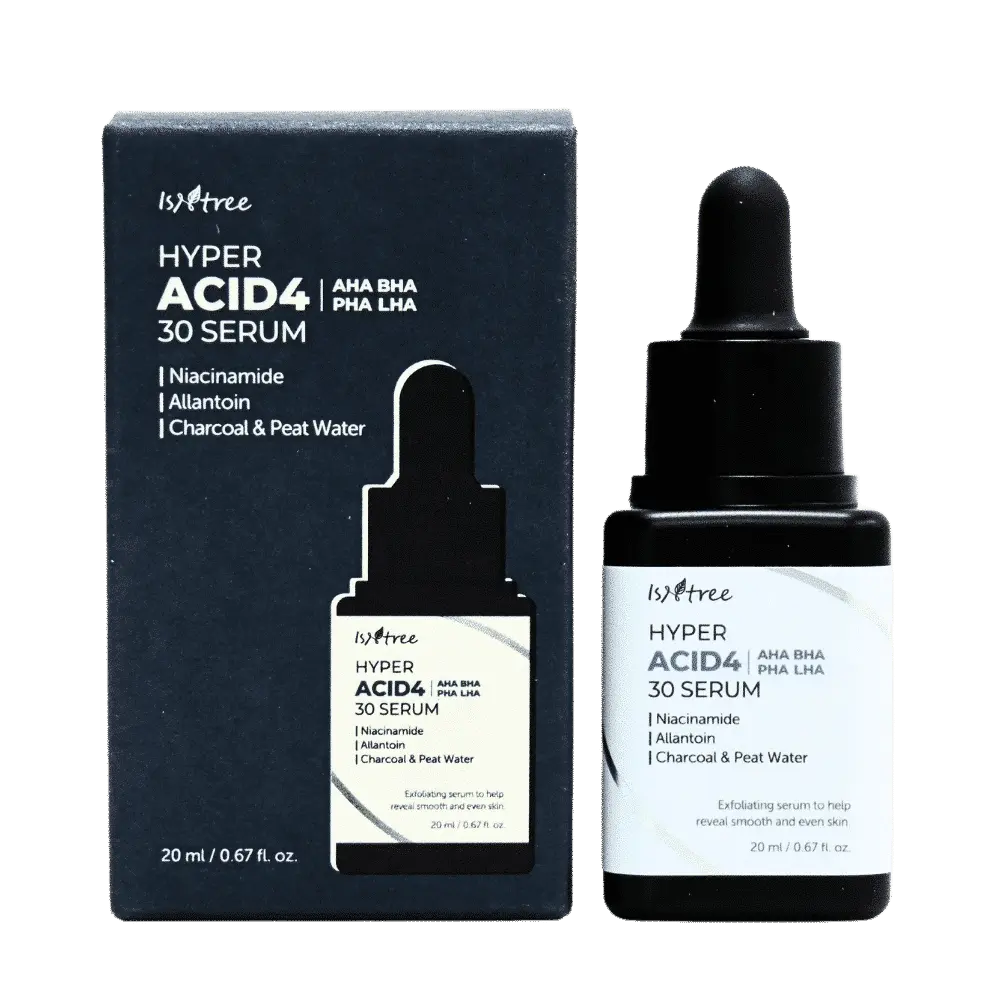 Isntree
HYPER
ACID4 | AHA BHA
PHA LHA
30 SERUM
| Niacinamide
| Allantoin
| Charcoal & Peat Water
Isntree
HYPER
ACID4 | AHA BHA
PHA LHA
30 SERUM
| Niacinamide
| Allantoin
| Charcoal & Peat Water
Exfoliating serum to help
reveal smooth and even skin.
20 ml / 0.67 fl. oz.
20 ml / 0.67 fl. oz.
Isntree
HYPER
ACID4 | AHA BHA
PHA LHA
30 SERUM
| Niacinamide
| Allantoin
| Charcoal & Peat Water
Exfoliating serum to help
reveal smooth and even skin.
20 ml / 0.67 fl. oz.